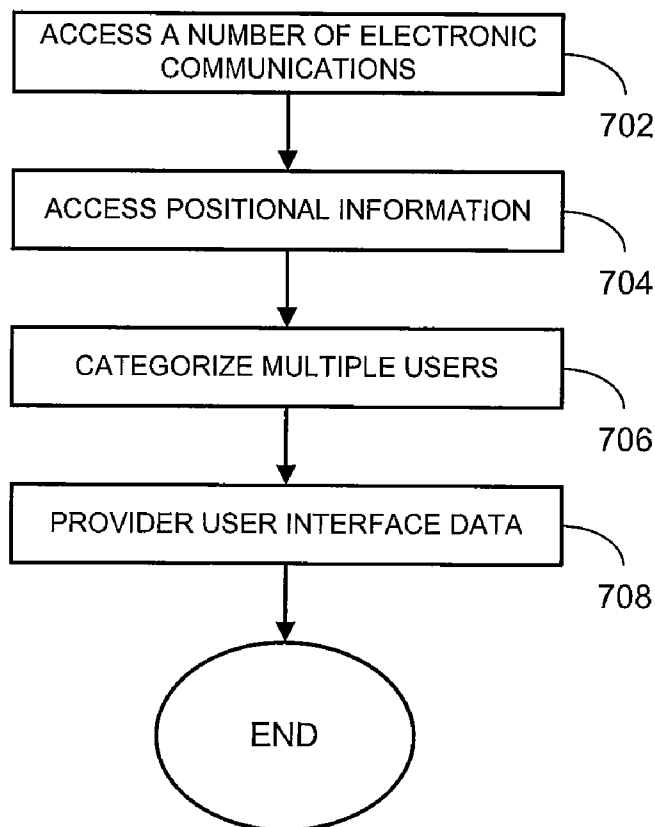 ACCESS A NUMBER OF ELECTRONIC
COMMUNICATIONS
702
ACCESS POSITIONAL INFORMATION
704
CATEGORIZE MULTIPLE USERS
706
PROVIDER USER INTERFACE DATA
708
END